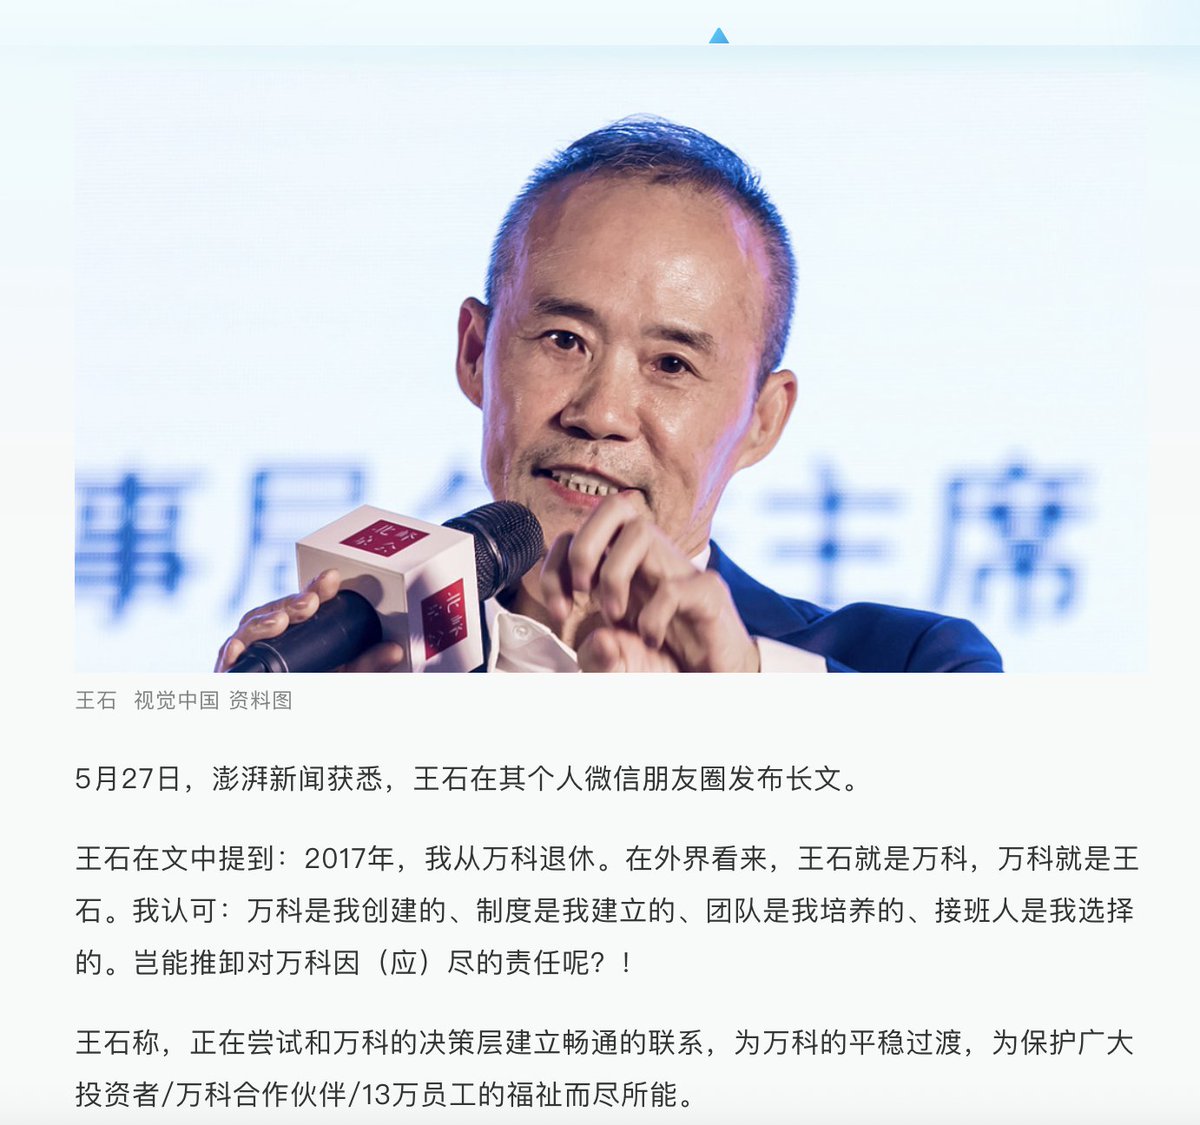 事局
主席
北京
峰会
北京
峰会
王石 视觉中国 资料图
5月27日，澎湃新闻获悉，王石在其个人微信朋友圈发布长文。
王石在文中提到：2017年，我从万科退休。在外界看来，王石就是万科，万科就是王
石。我认可：万科是我创建的、制度是我建立的、团队是我培养的、接班人是我选择
的。岂能推卸对万科因（应）尽的责任呢？！
王石称，正在尝试和万科的决策层建立畅通的联系，为万科的平稳过渡，为保护广大
投资者/万科合作伙伴/13万员工的福祉而尽所能。